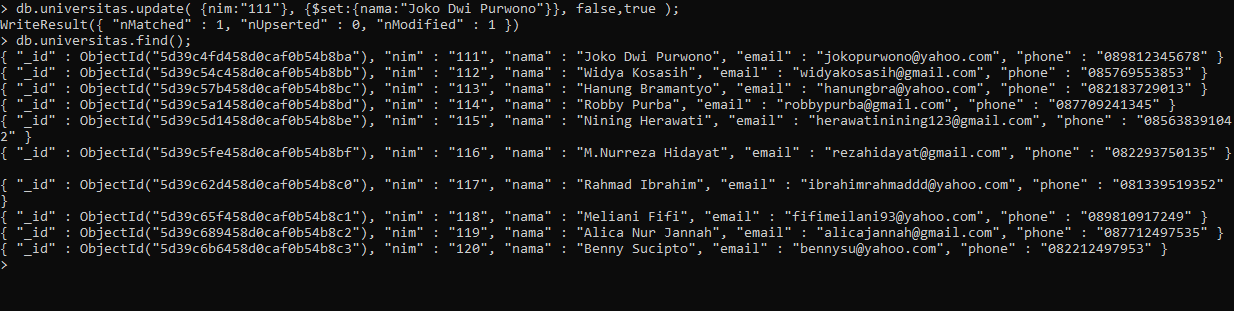 > db.universitas.update( {nim:"111"}, {$set:{nama:"Joko Dwi Purwono"}}, false,true );
WriteResult({ "nMatched" : 1, "nUpserted" : 0, "nModified" : 1 })
> db.universitas.find();
{ "_id" : ObjectId("5d39c4fd458d0caf0b54b8ba"), "nim" : "111", "nama" : "Joko Dwi Purwono", "email" : "jokopurwono@yahoo.com", "phone" : "089812345678" }
{ "_id" : ObjectId("5d39c54c458d0caf0b54b8bb"), "nim" : "112", "nama" : "Widya Kosasih", "email" : "widyakosasih@gmail.com", "phone" : "085769553853" }
{ "_id" : ObjectId("5d39c57b458d0caf0b54b8bc"), "nim" : "113", "nama" : "Hanung Bramantyo", "email" : "hanungbra@yahoo.com", "phone" : "082183729013" }
{ "_id" : ObjectId("5d39c5a1458d0caf0b54b8bd"), "nim" : "114", "nama" : "Robby Purba", "email" : "robbypurba@gmail.com", "phone" : "087709241345" }
{ "_id" : ObjectId("5d39c5d1458d0caf0b54b8be"), "nim" : "115", "nama" : "Nining Herawati", "email" : "herawatinining123@gmail.com", "phone" : "08563839104
2" }
{ "_id" : ObjectId("5d39c5fe458d0caf0b54b8bf"), "nim" : "116", "nama" : "M.Nurreza Hidayat", "email" : "rezahidayat@gmail.com", "phone" : "082293750135" }
{ "_id" : ObjectId("5d39c62d458d0caf0b54b8c0"), "nim" : "117", "nama" : "Rahmad Ibrahim", "email" : "ibrahimrahmaddd@yahoo.com", "phone" : "081339519352"
}
{ "_id" : ObjectId("5d39c65f458d0caf0b54b8c1"), "nim" : "118", "nama" : "Meliani Fifi", "email" : "fifimeilani93@yahoo.com", "phone" : "089810917249" }
{ "_id" : ObjectId("5d39c689458d0caf0b54b8c2"), "nim" : "119", "nama" : "Alica Nur Jannah", "email" : "alicajannah@gmail.com", "phone" : "087712497535" }
{ "_id" : ObjectId("5d39c6b6458d0caf0b54b8c3"), "nim" : "120", "nama" : "Benny Sucipto", "email" : "bennysu@yahoo.com", "phone" : "082212497953" }
>